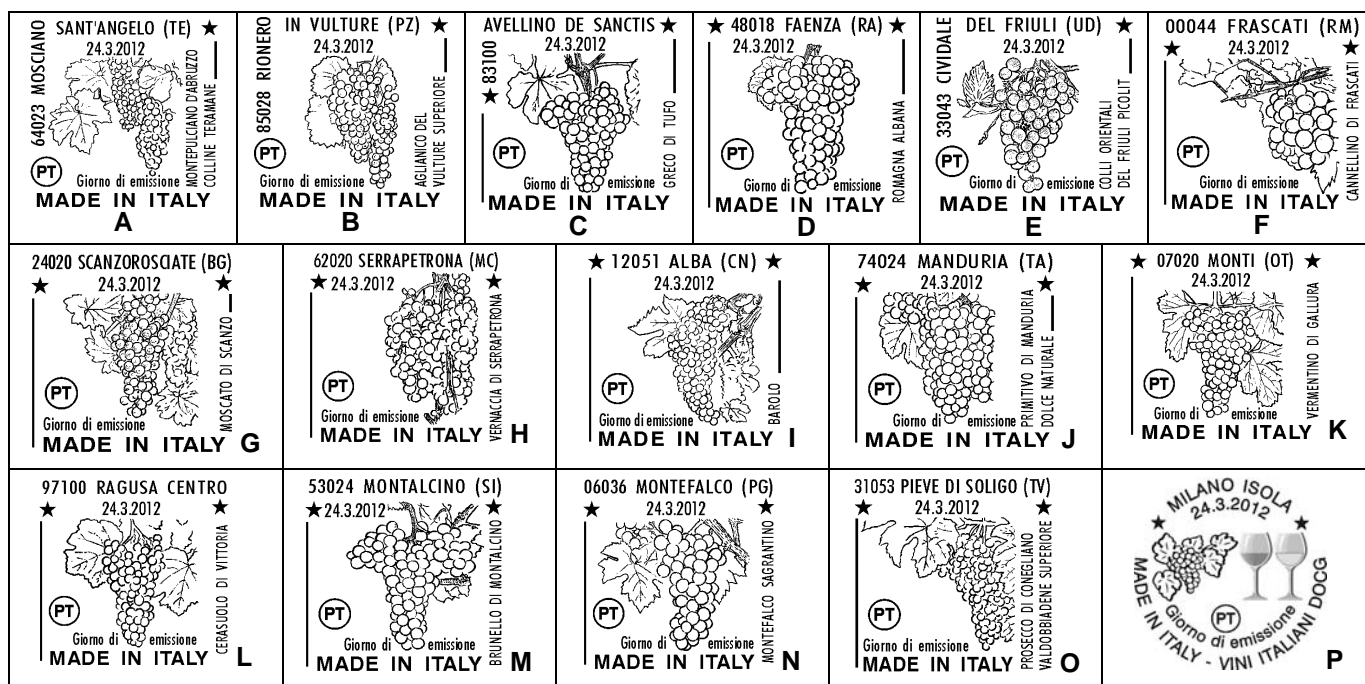 64023 MOSCIANO
SANT'ANGELO (TE) ★
24.3.2012
PT
Giorno di emissione
MONTEPULCIANO D'ABRUZZO
COLLINE TERAMANE
MADE IN ITALY
A
85028 RIONERO
IN VULTURE (PZ) ★
24.3.2012
PT
Giorno di emissione
AGLIANICO DEL
VULTURE SUPERIORE
MADE IN ITALY
B
★ 83100
AVELLINO DE SANCTIS ★
24.3.2012
PT
Giorno di emissione
GRECO DI TUFO
MADE IN ITALY
C
★ 48018 FAENZA (RA) ★
24.3.2012
PT
Giorno di emissione
ROMAGNA ALBANA
MADE IN ITALY
D
33043 CIVIDALE
DEL FRIULI (UD) ★
24.3.2012
PT
Giorno di emissione
COLLI ORIENTALI
DEL FRIULI PICOLIT
MADE IN ITALY
E
00044 FRASCATI (RM)
★ 24.3.2012 ★
PT
Giorno di emissione
CANNELLINO DI FRASCATI
MADE IN ITALY
F
24020 SCANZOROSCIATE (BG)
★ 24.3.2012 ★
PT
Giorno di emissione
MOSCATO DI SCANZO
MADE IN ITALY
G
62020 SERRAPETRONA (MC)
★ 24.3.2012 ★
PT
Giorno di emissione
VERNACCIA DI SERRAPETRONA
MADE IN ITALY
H
★ 12051 ALBA (CN) ★
24.3.2012
PT
Giorno di emissione
BAROLO
MADE IN ITALY
I
74024 MANDURIA (TA)
★ 24.3.2012 ★
PT
Giorno di emissione
PRIMITIVO DI MANDURIA
DOLCE NATURALE
MADE IN ITALY
J
★ 07020 MONTI (OT) ★
24.3.2012
PT
Giorno di emissione
VERMENTINO DI GALLURA
MADE IN ITALY
K
97100 RAGUSA CENTRO
★ 24.3.2012 ★
PT
Giorno di emissione
CERASUOLO DI VITTORIA
MADE IN ITALY
L
53024 MONTALCINO (SI)
★ 24.3.2012 ★
PT
Giorno di emissione
BRUNELLO DI MONTALCINO
MADE IN ITALY
M
06036 MONTEFALCO (PG)
★ 24.3.2012 ★
PT
Giorno di emissione
MONTEFALCO SAGRANTINO
MADE IN ITALY
N
31053 PIEVE DI SOLIGO (TV)
★ 24.3.2012 ★
PT
Giorno di emissione
PROSECCO DI CONEGLIANO
VALDOBBIADENE SUPERIORE
MADE IN ITALY
O
★ MILANO ISOLA ★
24.3.2012
PT
Giorno di emissione
MADE IN ITALY - VINI ITALIANI DOCG
P